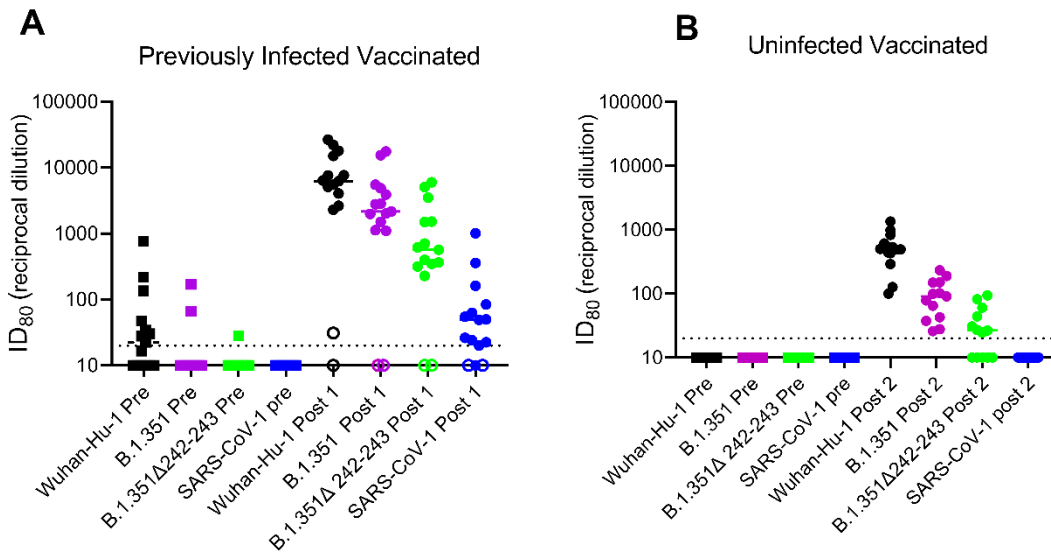 A
Previously Infected Vaccinated
ID80 (reciprocal dilution)
100000
10000
1000
100
10
Wuhan-Hu-1 Pre
B.1.351 Pre
B.1.351Δ242-243 Pre
SARS-CoV-1 pre
Wuhan-Hu-1 Post 1
B.1.351 Post 1
B.1.351Δ 242-243 Post 1
SARS-CoV-1 Post 1
B
Uninfected Vaccinated
ID80 (reciprocal dilution)
100000
10000
1000
100
10
Wuhan-Hu-1 Pre
B.1.351 Pre
B.1.351Δ 242-243 Pre
SARS-CoV-1 pre
Wuhan-Hu-1 Post 2
B.1.351 Post 2
B.1.351Δ242-243 Post 2
SARS-CoV-1 post 2